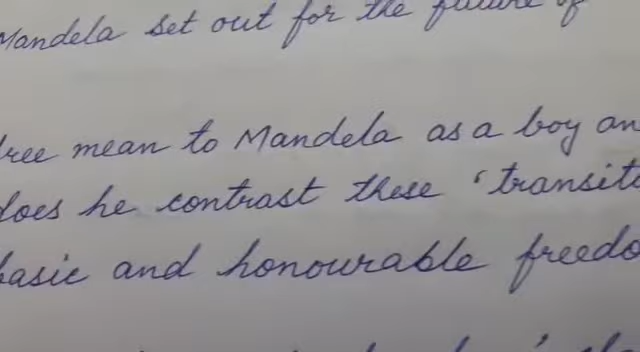 Mandela set out for the future of
free mean to Mandela as a boy an
does he contrast these 'transito
basic and honourable freedo